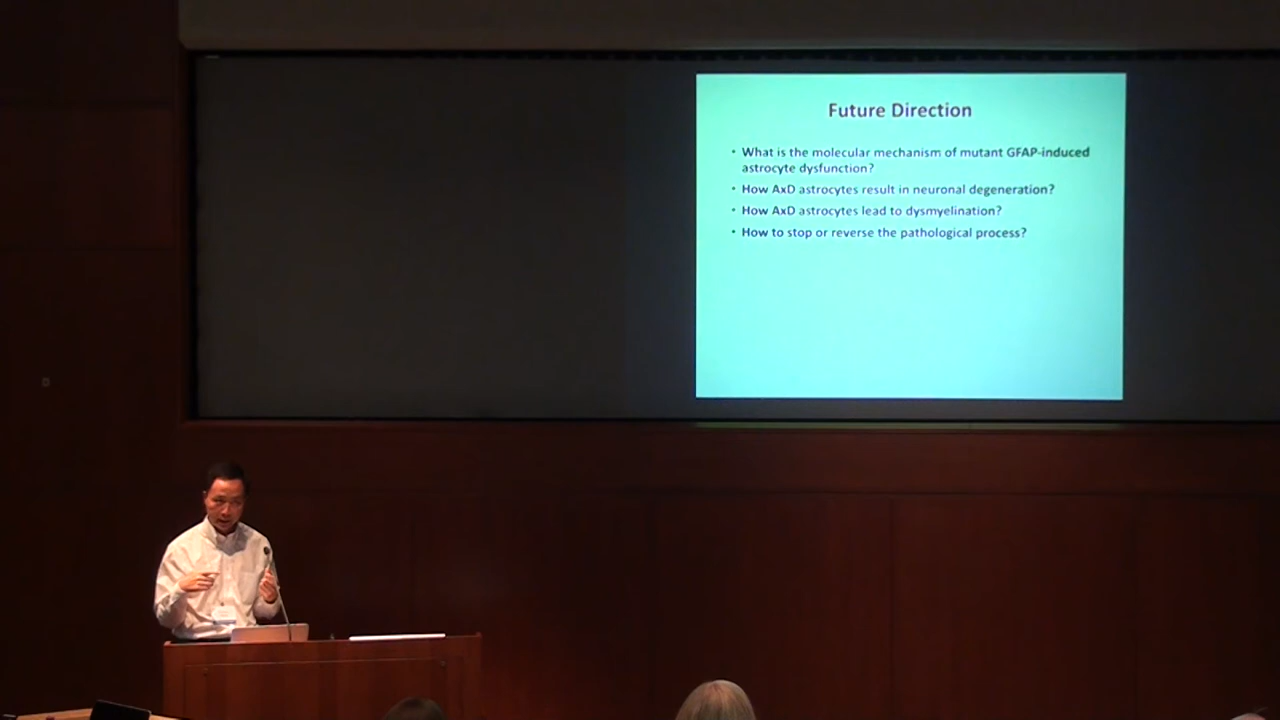 Future Direction
• What is the molecular mechanism of mutant GFAP-induced
astrocyte dysfunction?
• How AxD astrocytes result in neuronal degeneration?
• How AxD astrocytes lead to dysmyelination?
• How to stop or reverse the pathological process?